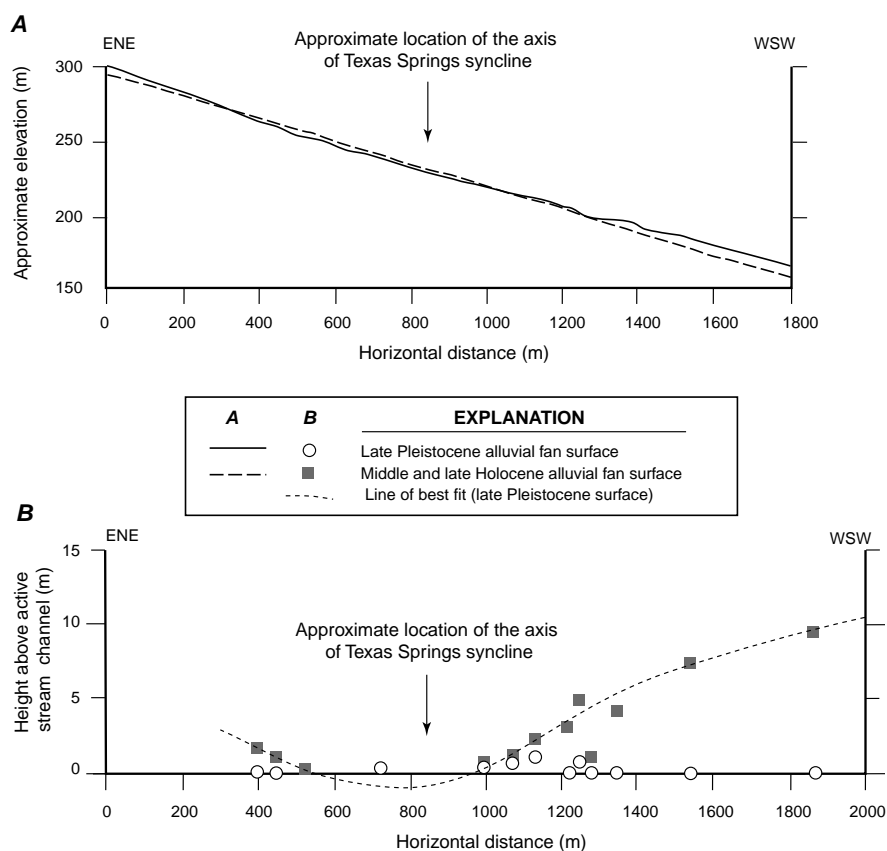 A
ENE
Approximate location of the axis
of Texas Springs syncline
WSW
Approximate elevation (m)
300
250
200
150
0 200 400 600 800 1000 1200 1400 1600 1800
Horizontal distance (m)
A B EXPLANATION
Late Pleistocene alluvial fan surface
Middle and late Holocene alluvial fan surface
Line of best fit (late Pleistocene surface)
B
ENE
WSW
Height above active
stream channel (m)
15
10
5
0
Approximate location of the axis
of Texas Springs syncline
0 200 400 600 800 1000 1200 1400 1600 1800 2000
Horizontal distance (m)